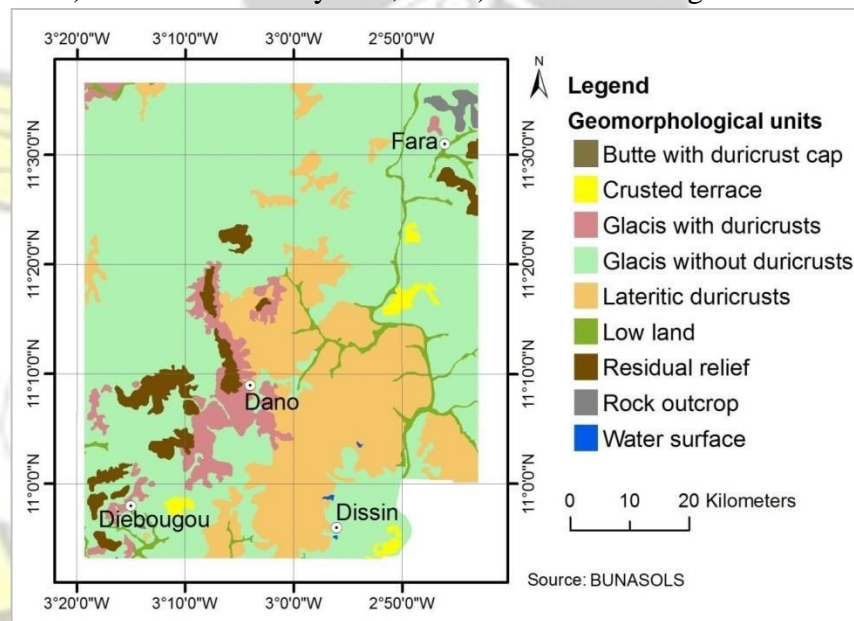 3°20'0"W 3°10'0"W 3°0'0"W 2°50'0"W
N
Legend
Geomorphological units
Butte with duricrust cap
Crusted terrace
Glacis with duricrusts
Glacis without duricrusts
Lateritic duricrusts
Low land
Residual relief
Rock outcrop
Water surface
0 10 20 Kilometers
Source: BUNASOLS
11°30'0"N 11°30'0"N
11°20'0"N 11°20'0"N
11°10'0"N 11°10'0"N
11°0'0"N 11°0'0"N
Fara
Dano
Diebougou
Dissin
3°20'0"W 3°10'0"W 3°0'0"W 2°50'0"W